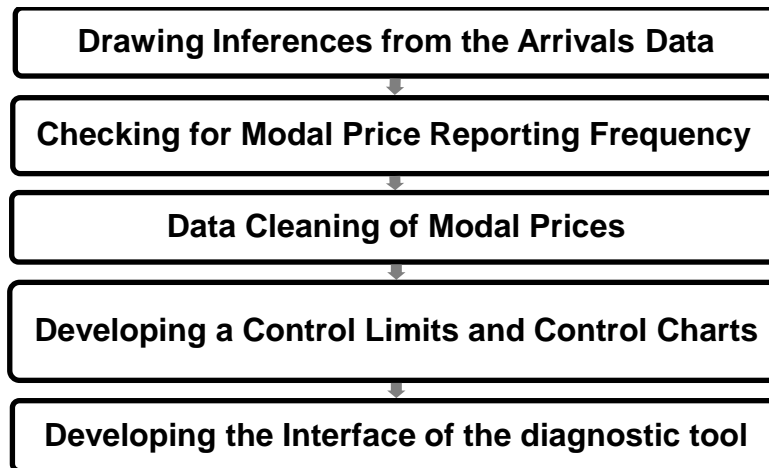 Drawing Inferences from the Arrivals Data
Checking for Modal Price Reporting Frequency
Data Cleaning of Modal Prices
Developing a Control Limits and Control Charts
Developing the Interface of the diagnostic tool